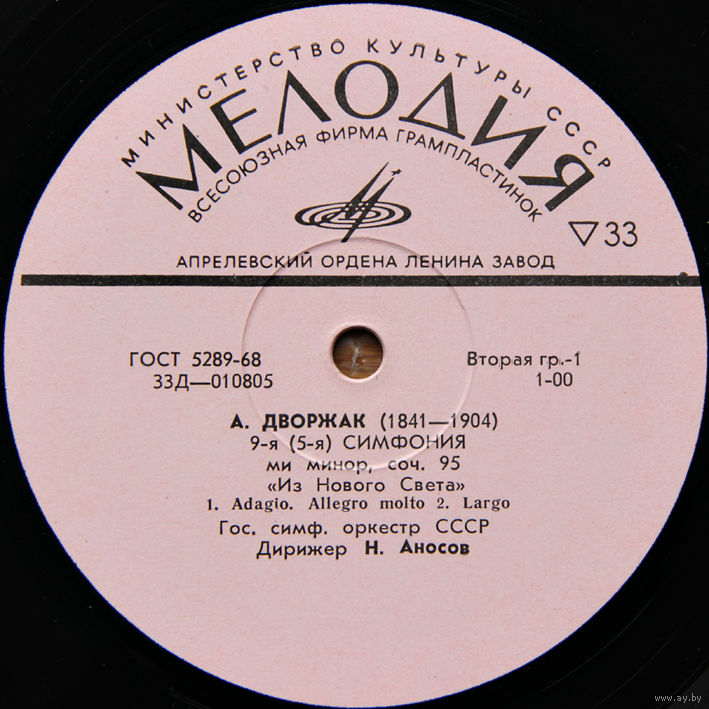 МИНИСТЕРСТВО КУЛЬТУРЫ СССР
МЕЛОДИЯ
ВСЕСОЮЗНАЯ ФИРМА ГРАМПЛАСТИНОК
▽33
АПРЕЛЕВСКИЙ ОРДЕНА ЛЕНИНА ЗАВОД
ГОСТ 5289-68
33Д—010805
Вторая гр.-1
1-00
А. ДВОРЖАК (1841—1904)
9-я (5-я) СИМФОНИЯ
ми минор, соч. 95
«Из Нового Света»
1. Adagio. Allegro molto 2. Largo
Гос. симф. оркестр СССР
Дирижер Н. Аносов
www.ay.by